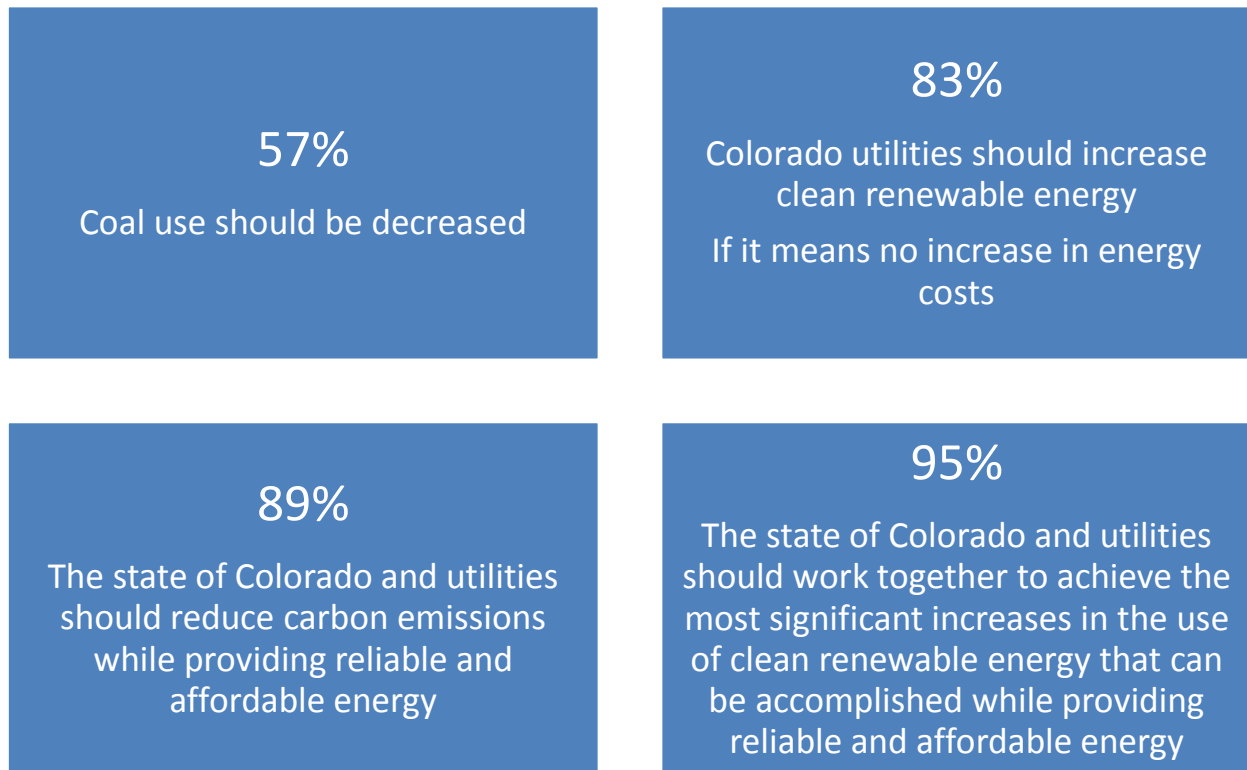 57%
Coal use should be decreased
83%
Colorado utilities should increase
clean renewable energy
If it means no increase in energy
costs
89%
The state of Colorado and utilities
should reduce carbon emissions
while providing reliable and
affordable energy
95%
The state of Colorado and utilities
should work together to achieve the
most significant increases in the use
of clean renewable energy that can
be accomplished while providing
reliable and affordable energy